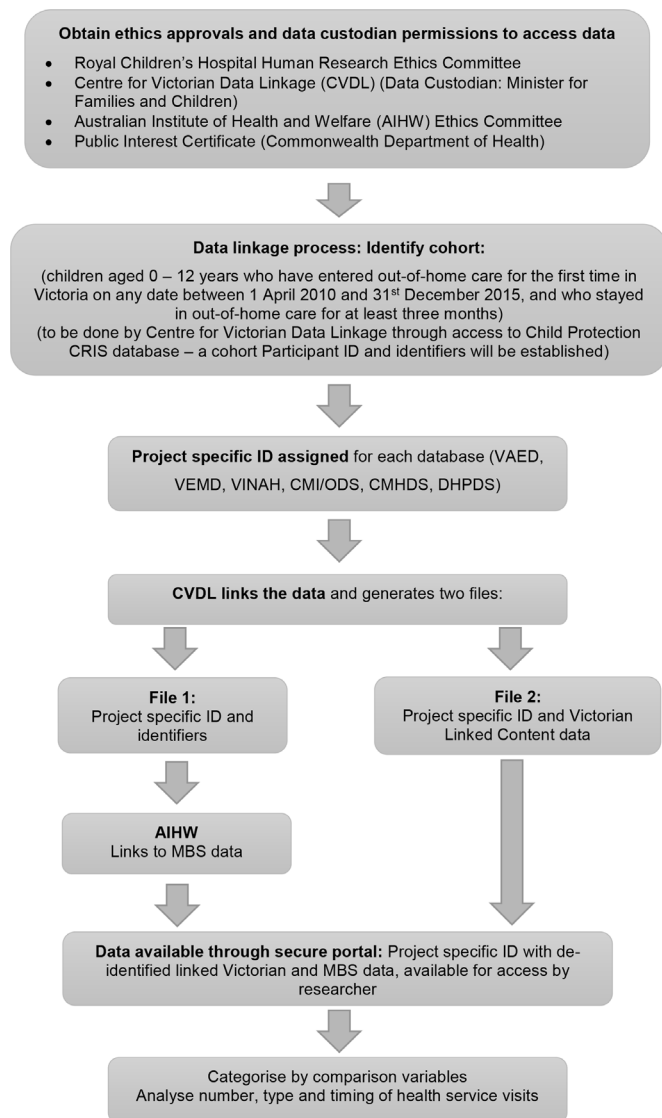 Obtain ethics approvals and data custodian permissions to access data
• Royal Children's Hospital Human Research Ethics Committee
• Centre for Victorian Data Linkage (CVDL) (Data Custodian: Minister for
Families and Children)
• Australian Institute of Health and Welfare (AIHW) Ethics Committee
• Public Interest Certificate (Commonwealth Department of Health)
Data linkage process: Identify cohort:
(children aged 0 – 12 years who have entered out-of-home care for the first time in
Victoria on any date between 1 April 2010 and 31st December 2015, and who stayed
in out-of-home care for at least three months)
(to be done by Centre for Victorian Data Linkage through access to Child Protection
CRIS database – a cohort Participant ID and identifiers will be established)
Project specific ID assigned for each database (VAED,
VEMD, VINAH, CMI/ODS, CMHDS, DHPDS)
CVDL links the data and generates two files:
File 1:
Project specific ID and
identifiers
File 2:
Project specific ID and Victorian
Linked Content data
AIHW
Links to MBS data
Data available through secure portal: Project specific ID with de-
identified linked Victorian and MBS data, available for access by
researcher
Categorise by comparison variables
Analyse number, type and timing of health service visits